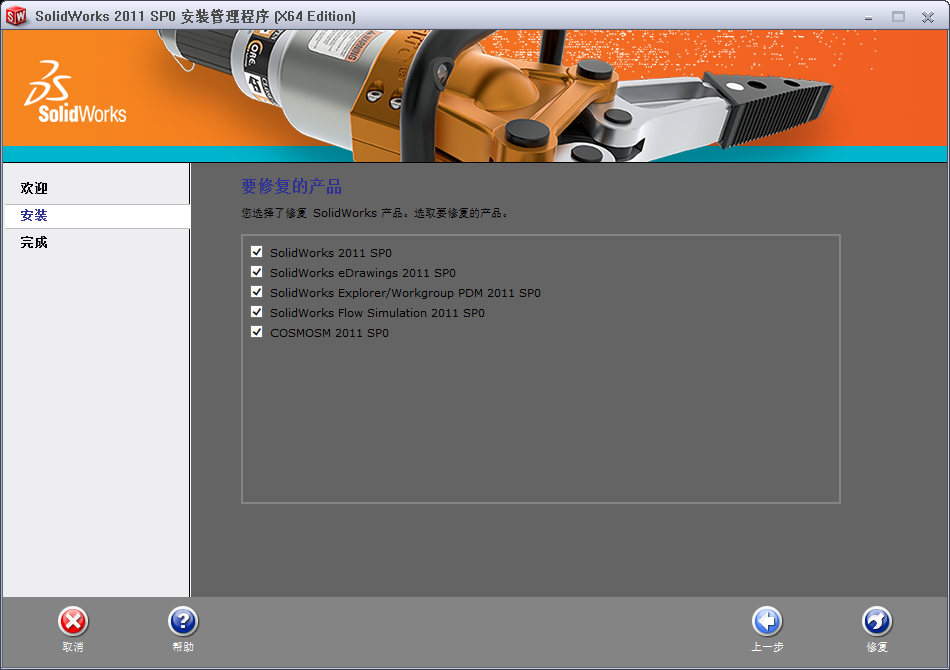 SolidWorks 2011 SP0 安装管理程序 (X64 Edition)
SolidWorks
WARNING
欢迎
安装
完成
要修复的产品
您选择了修复 SolidWorks 产品。选取要修复的产品。
SolidWorks 2011 SP0
SolidWorks eDrawings 2011 SP0
SolidWorks Explorer/Workgroup PDM 2011 SP0
SolidWorks Flow Simulation 2011 SP0
COSMOSM 2011 SP0
取消
帮助
上一步
修复